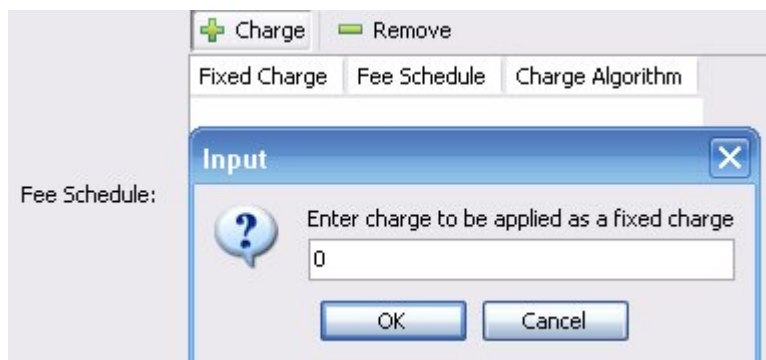 Charge Remove
Fixed Charge Fee Schedule Charge Algorithm
Input
Fee Schedule:
Enter charge to be applied as a fixed charge
0
OK Cancel